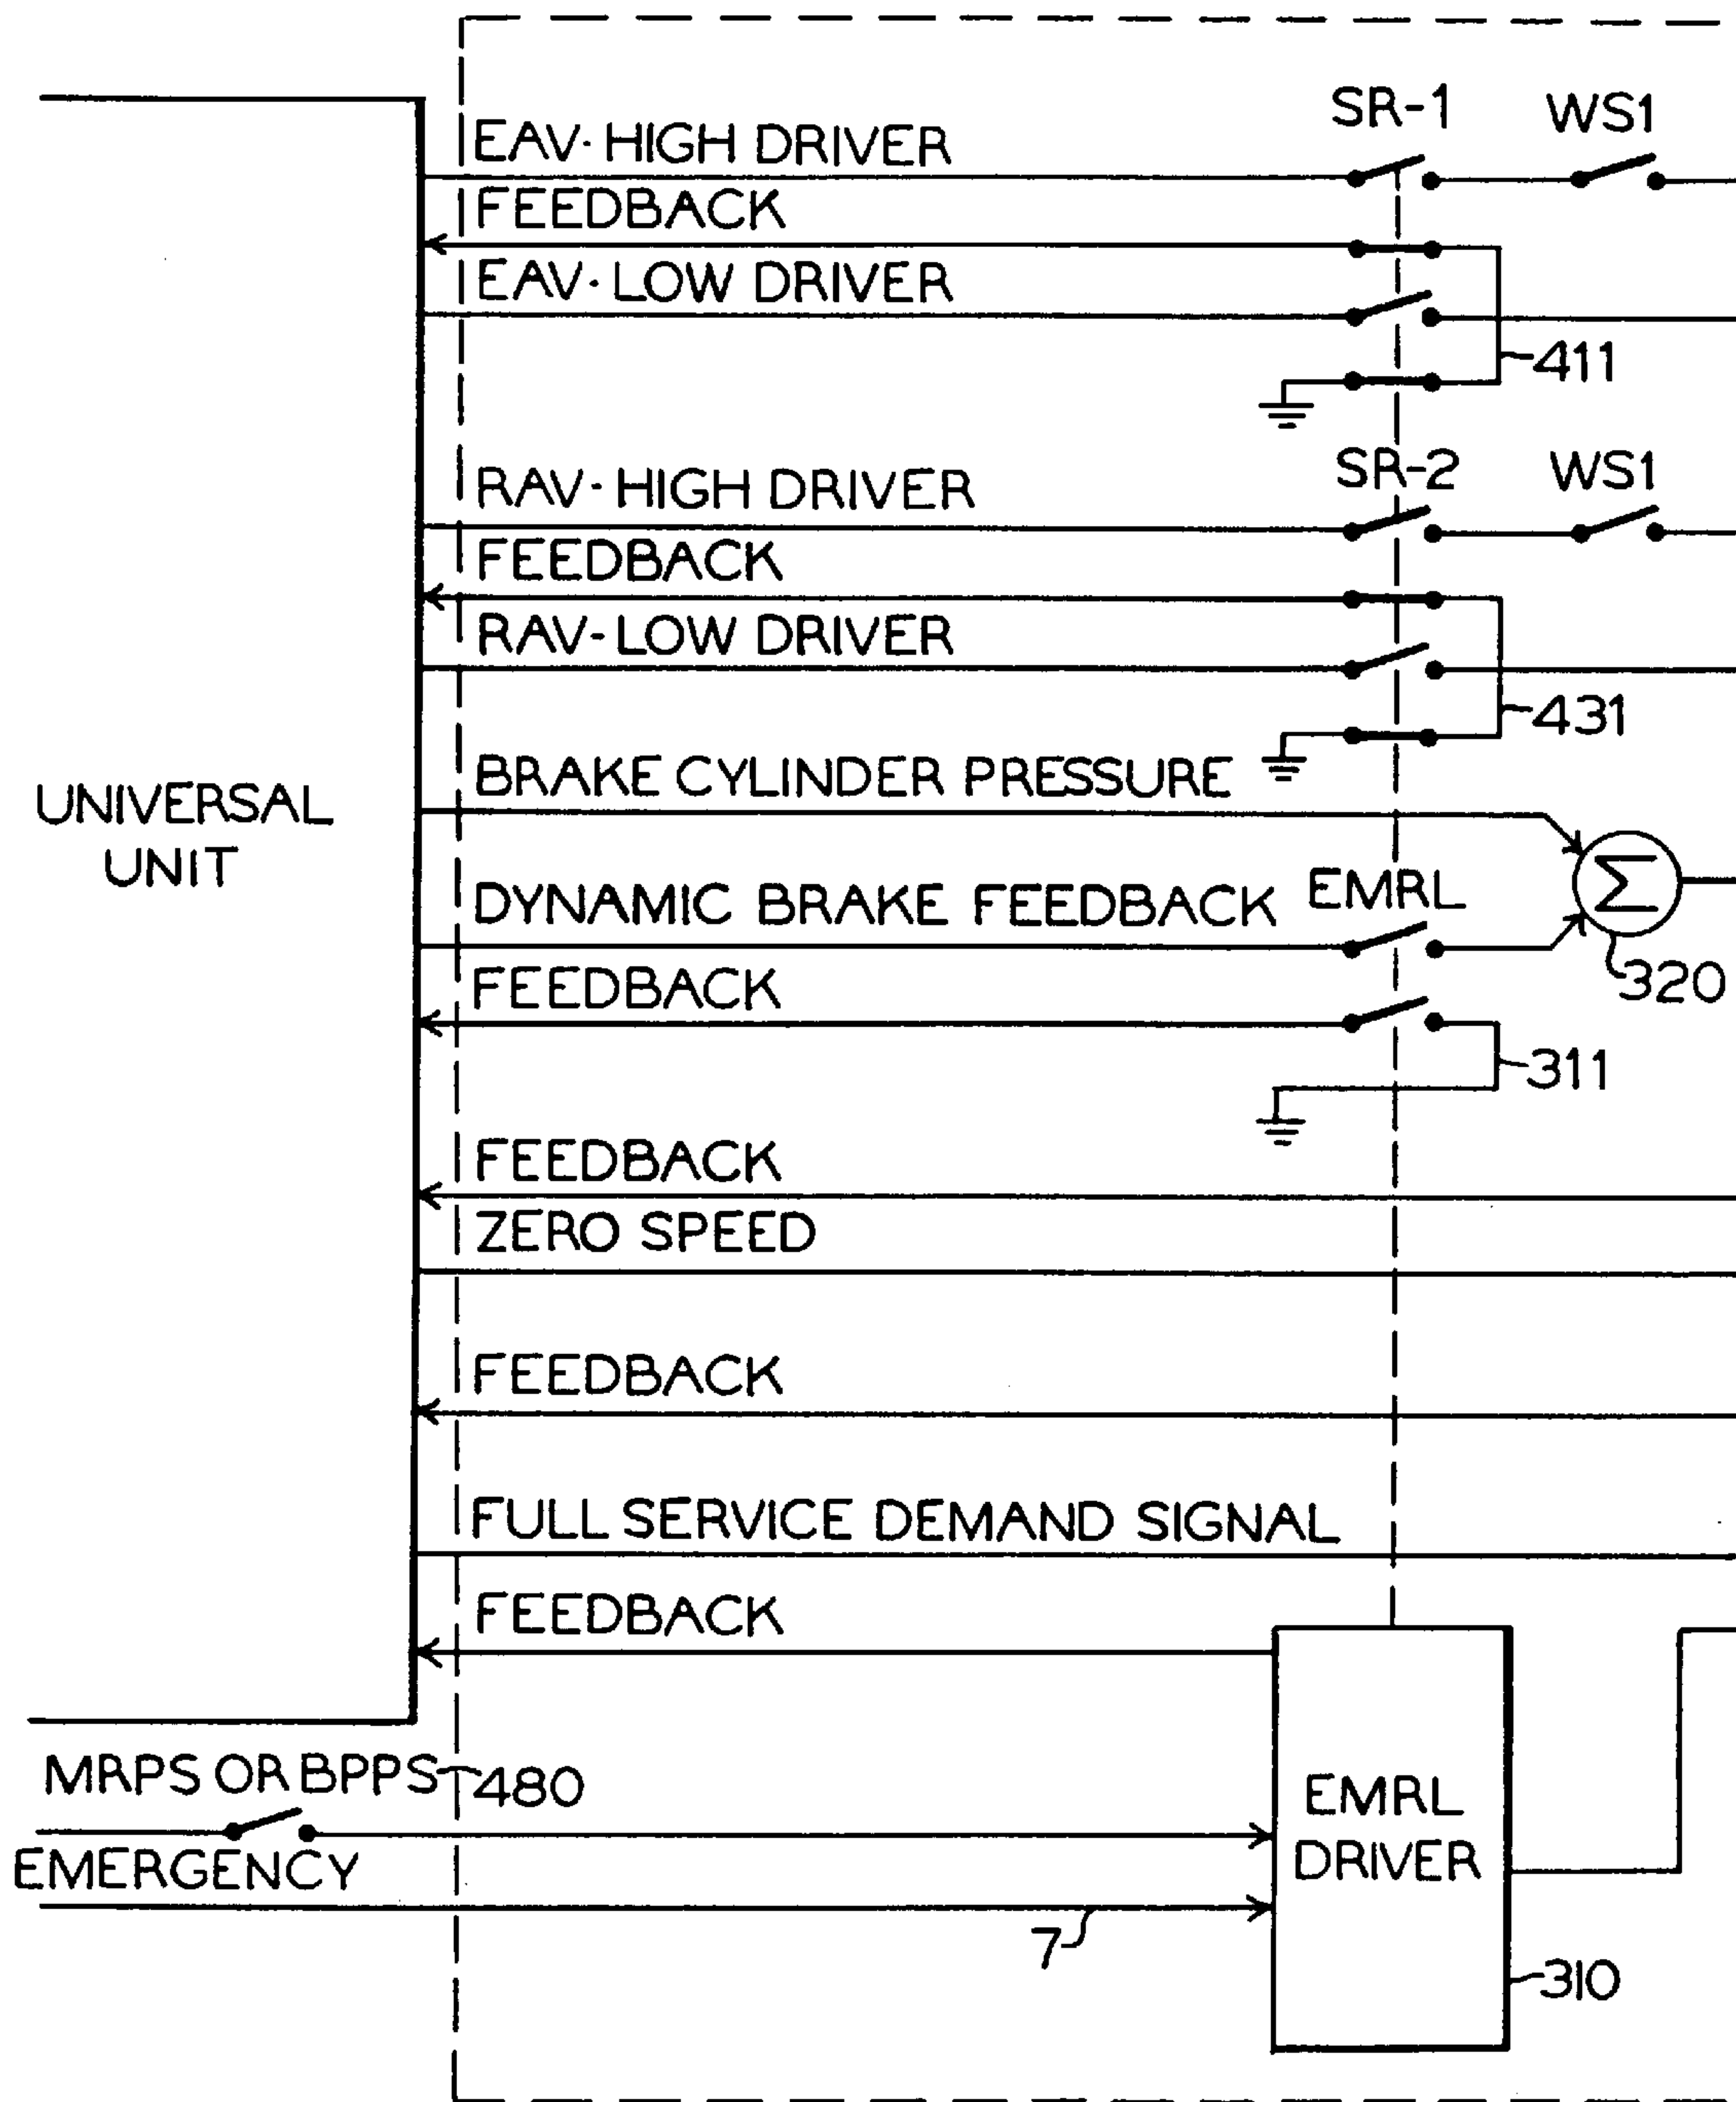 SR-1 WS1
EAV-HIGH DRIVER
FEEDBACK
EAV-LOW DRIVER
411
SR-2 WS1
RAV-HIGH DRIVER
FEEDBACK
RAV-LOW DRIVER
431
BRAKE CYLINDER PRESSURE
UNIVERSAL
UNIT
Σ
DYNAMIC BRAKE FEEDBACK EMRL
320
FEEDBACK
311
FEEDBACK
ZERO SPEED
FEEDBACK
FULL SERVICE DEMAND SIGNAL
FEEDBACK
MRPS OR BPPS 480
EMRL
DRIVER
EMERGENCY
7
310